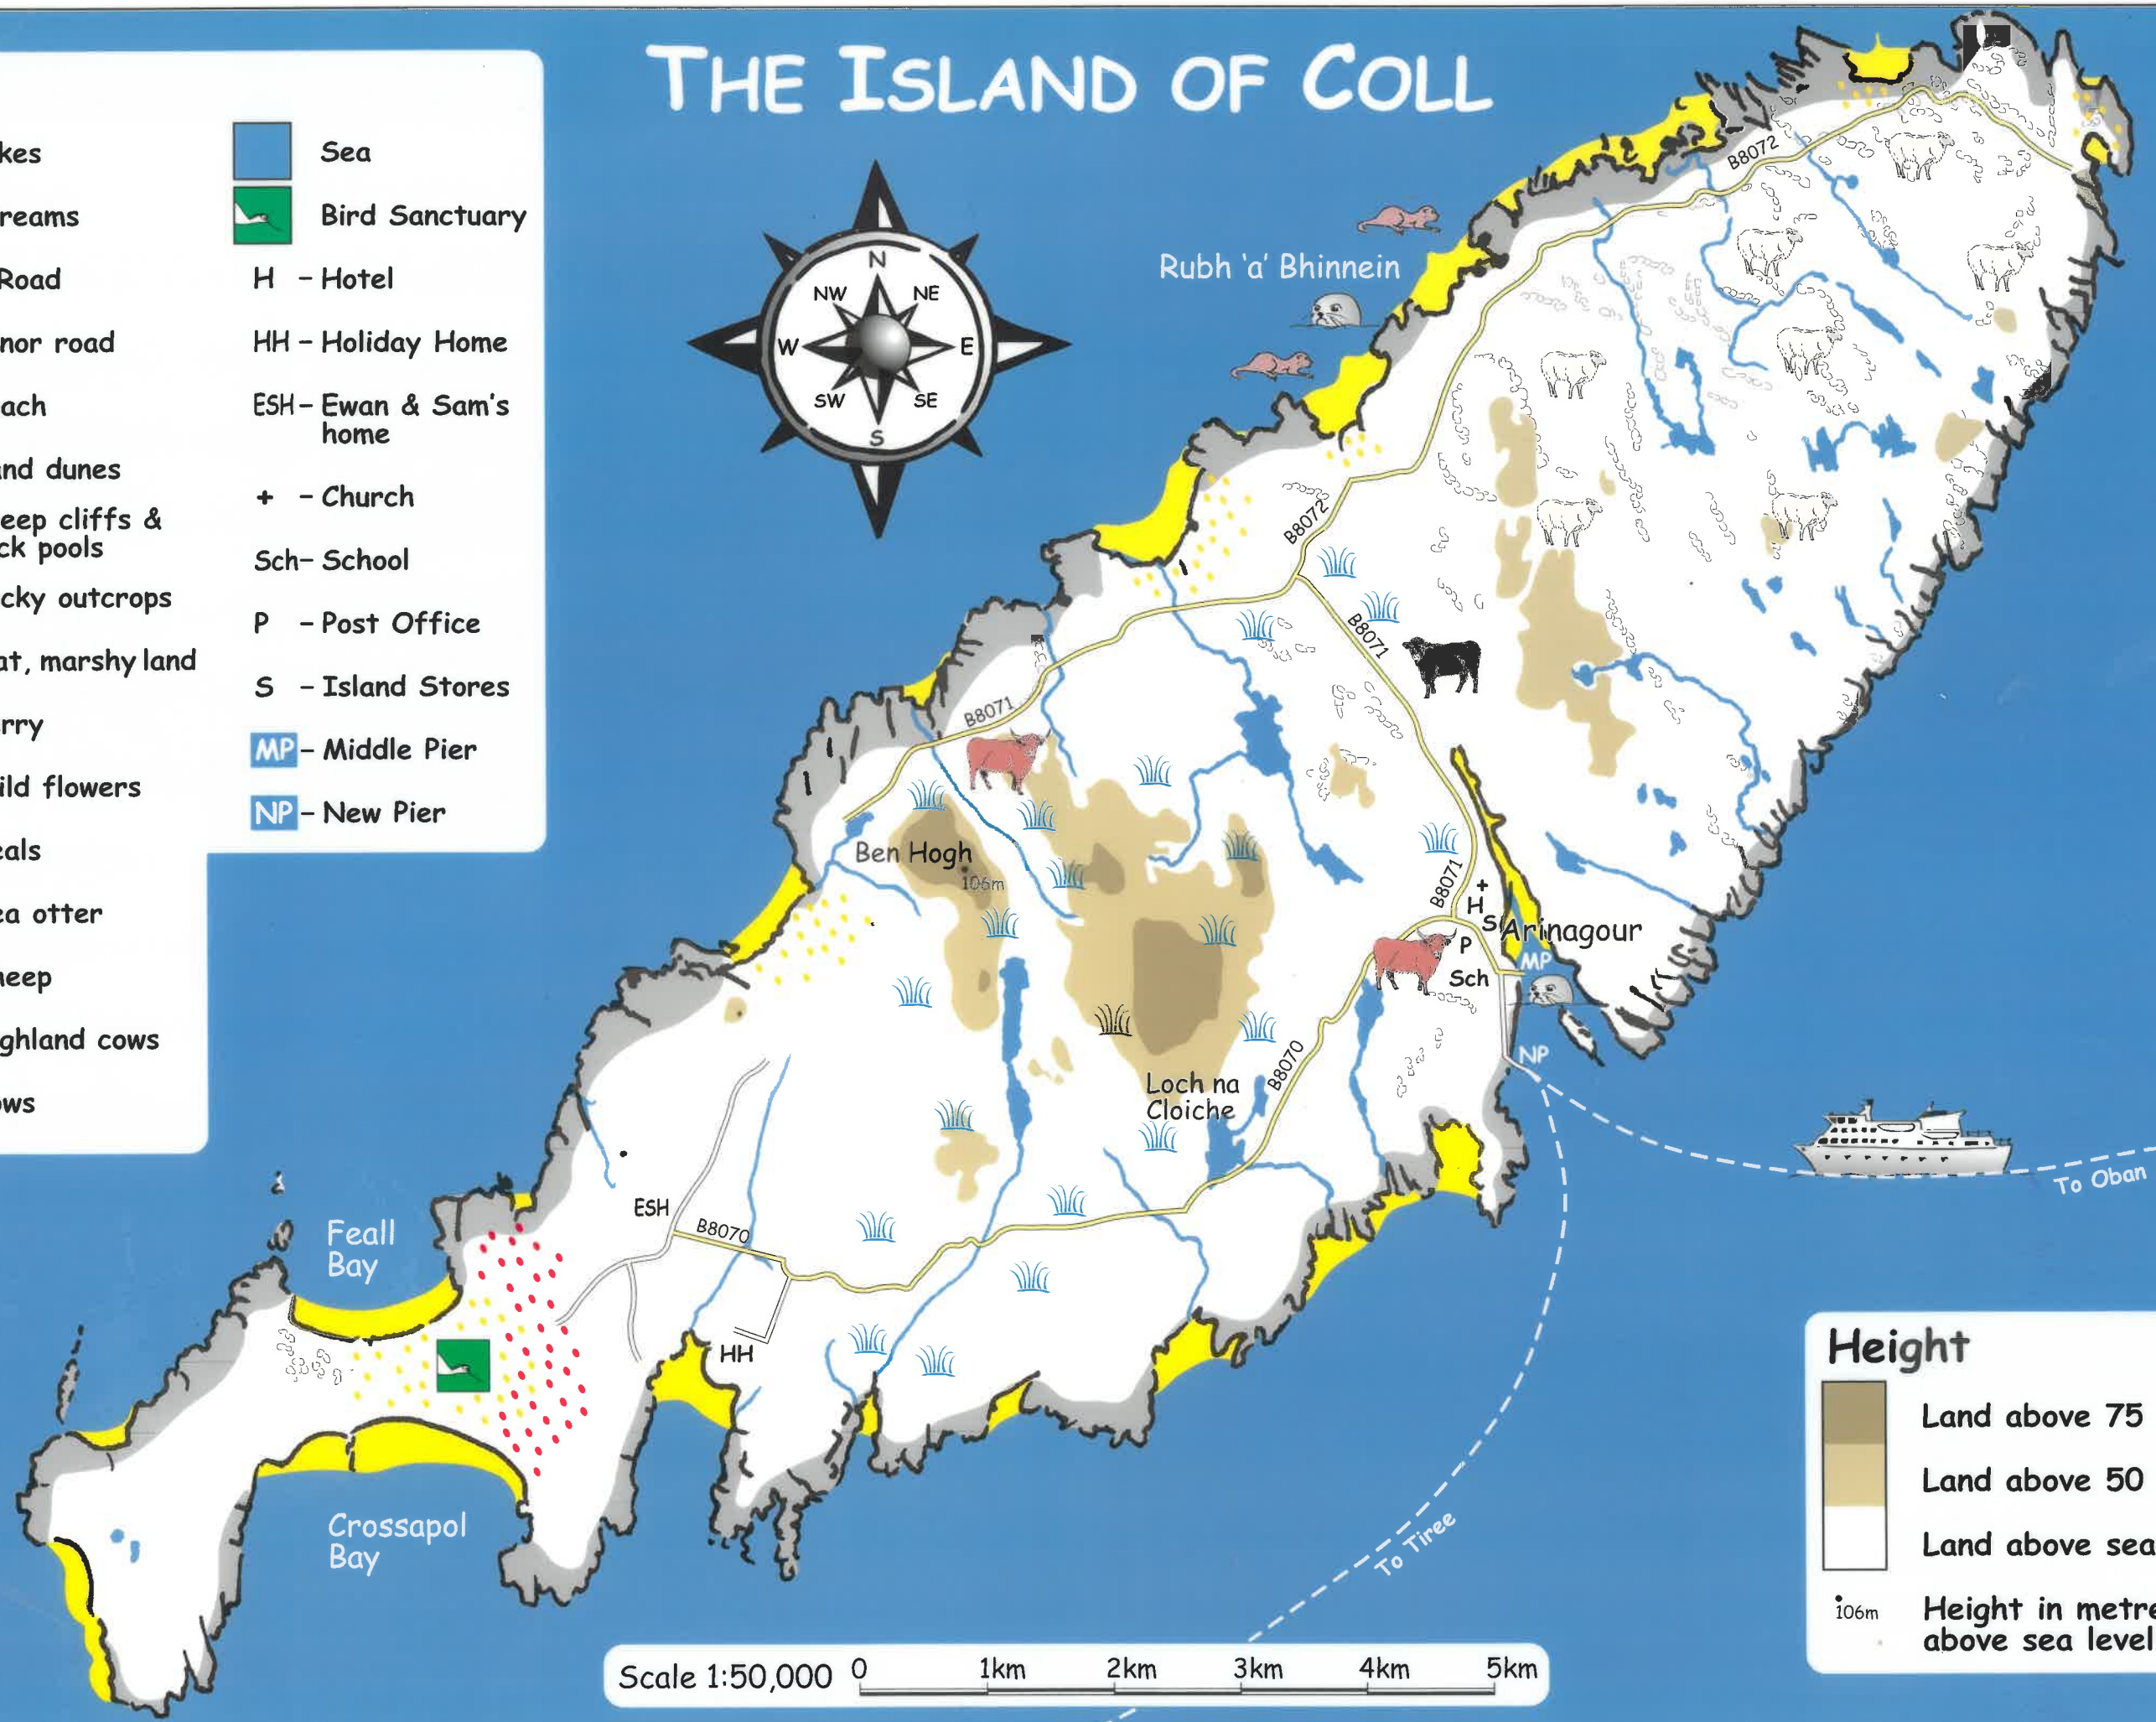 THE ISLAND OF COLL
kes
reams
Road
nor road
ach
nd dunes
eep cliffs &
ck pools
cky outcrops
at, marshy land
rry
ild flowers
eals
ea otter
heep
ghland cows
ows
Sea
Bird Sanctuary
H - Hotel
HH - Holiday Home
ESH - Ewan & Sam's
home
+ - Church
Sch - School
P - Post Office
S - Island Stores
MP - Middle Pier
NP - New Pier
N
NE
E
SE
S
SW
W
NW
Rubh 'a' Bhinnein
B8072
B8072
B8071
B8071
Ben Hogh
106m
B8071
+
H
S
Arinagour
P
MP
Sch
NP
B8070
Loch na
Cloiche
ESH
B8070
HH
Feall
Bay
Crossapol
Bay
To Oban
To Tiree
Scale 1:50,000 0 1km 2km 3km 4km 5km
Height
Land above 75
Land above 50
Land above sea
106m Height in metre
above sea level